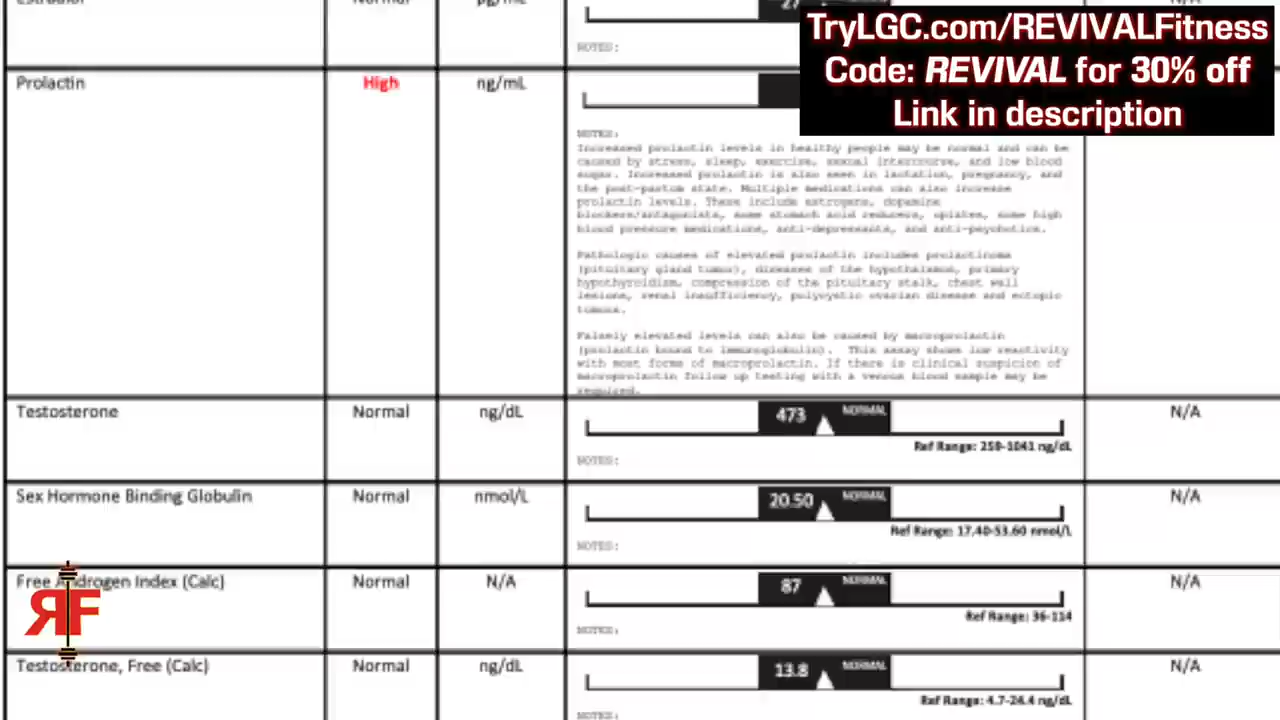 Estradiol Normal pg/mL 27 N/A
NOTES:
TryLGC.com/REVIVALFitness
Code: REVIVAL for 30% off
Link in description
Prolactin High ng/mL
NOTES:
Increased prolactin levels in healthy people may be normal and can be
caused by stress, sleep, exercise, sexual intercourse, and low blood
sugar. Increased prolactin is also seen in lactation, pregnancy, and
the post-partum state. Multiple medications can also increase
prolactin levels. These include estrogens, dopamine
blockers/antagonists, some stomach acid reducers, opiates, some high
blood pressure medications, anti-depressants, and anti-psychotics.
Pathologic causes of elevated prolactin includes prolactinoma
(pituitary gland tumor), diseases of the hypothalamus, primary
hypothyroidism, compression of the pituitary stalk, chest wall
lesions, renal insufficiency, polycystic ovarian disease and ectopic
tumors.
Falsely elevated levels can also be caused by macroprolactin
(prolactin bound to immunoglobulin). This assay shows low reactivity
with most forms of macroprolactin. If there is clinical suspicion of
macroprolactin follow up testing with a venous blood sample may be
required.
Testosterone Normal ng/dL 473 NORMAL N/A
Ref Range: 259-1041 ng/dL
NOTES:
Sex Hormone Binding Globulin Normal nmol/L 20.50 NORMAL N/A
Ref Range: 17.40-53.60 nmol/L
NOTES:
Free Androgen Index (Calc) Normal N/A 87 NORMAL N/A
Ref Range: 36-114
NOTES:
RF
Testosterone, Free (Calc) Normal ng/dL 13.8 NORMAL N/A
Ref Range: 4.7-24.4 ng/dL
NOTES: